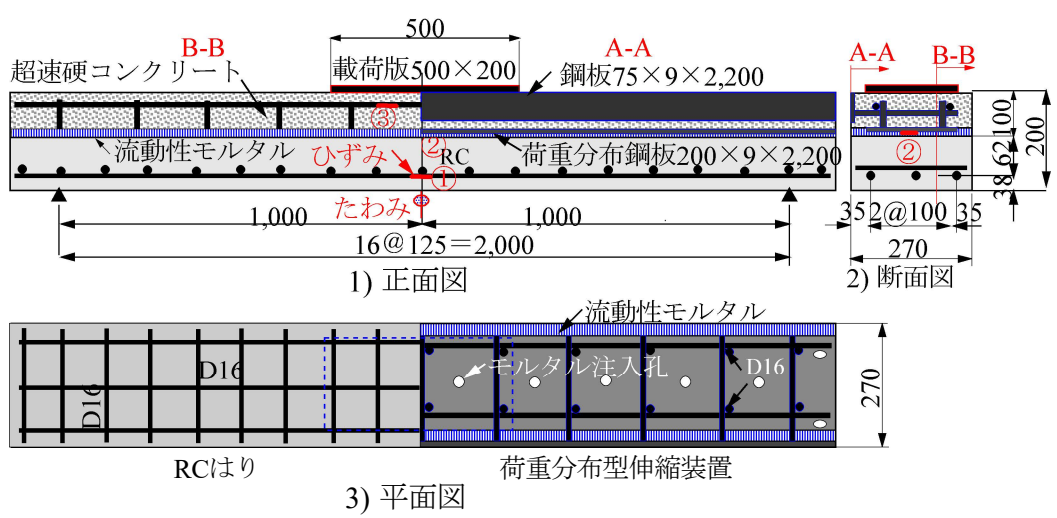 500
B-B
A-A
超速硬コンクリート
載荷版500×200
鋼板75×9×2,200
A-A
B-B
③
流動性モルタル
ひずみ
②
RC
荷重分布鋼板200×9×2,200
①
たわみ
②
100
62
38
200
1,000
1,000
35
2@100
35
16@125=2,000
270
1) 正面図
2) 断面図
流動性モルタル
D16
D16
モルタル注入孔
D16
270
RCはり
荷重分布型伸縮装置
3) 平面図